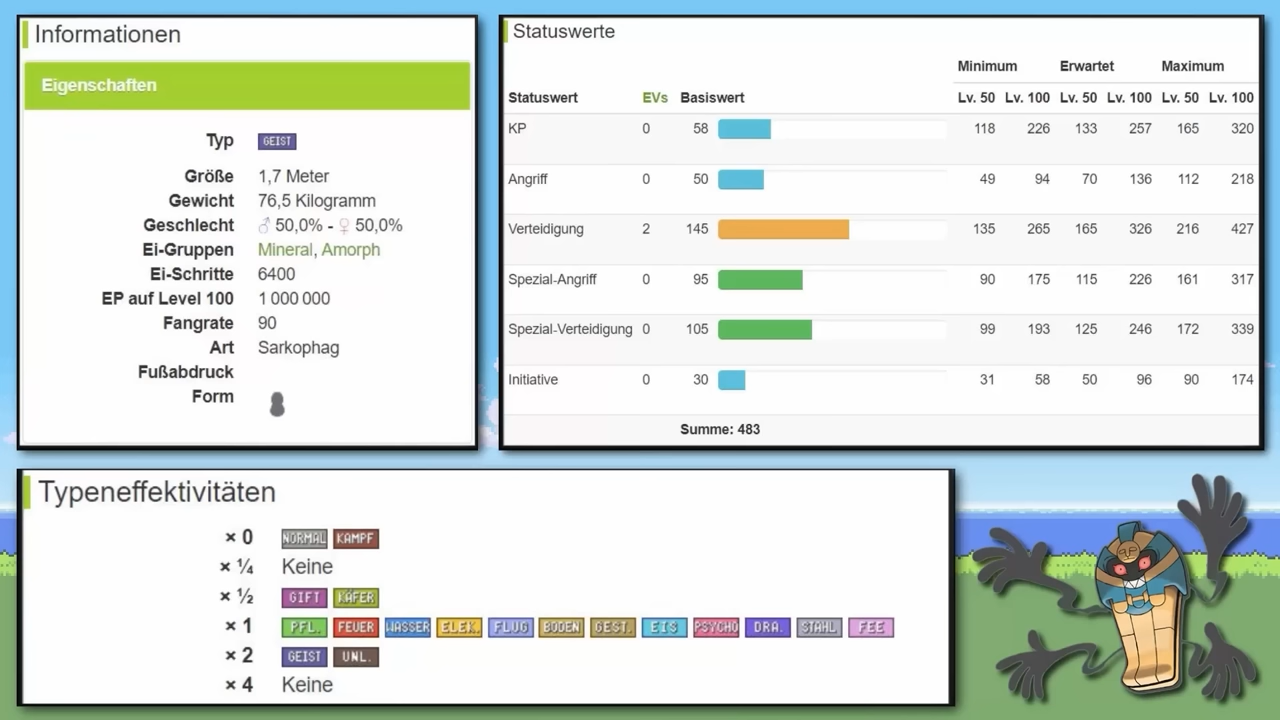 Informationen
Eigenschaften
Typ GEIST
Größe 1,7 Meter
Gewicht 76,5 Kilogramm
Geschlecht ♂ 50,0% - ♀ 50,0%
Ei-Gruppen Mineral, Amorph
Ei-Schritte 6400
EP auf Level 100 1 000 000
Fangrate 90
Art Sarkophag
Fußabdruck
Form
Statuswerte
Minimum Erwartet Maximum
Statuswert EVs Basiswert Lv. 50 Lv. 100 Lv. 50 Lv. 100 Lv. 50 Lv. 100
KP 0 58 118 226 133 257 165 320
Angriff 0 50 49 94 70 136 112 218
Verteidigung 2 145 135 265 165 326 216 427
Spezial-Angriff 0 95 90 175 115 226 161 317
Spezial-Verteidigung 0 105 99 193 125 246 172 339
Initiative 0 30 31 58 50 96 90 174
Summe: 483
Typeneffektivitäten
× 0 NORMAL KAMPF
× ¼ Keine
× ½ GIFT KÄFER
× 1 PFL. FEUER WASSER ELEK. FLUG BODEN GEST. EIS PSYCHO DRA. STAHL FEE
× 2 GEIST UNL.
× 4 Keine